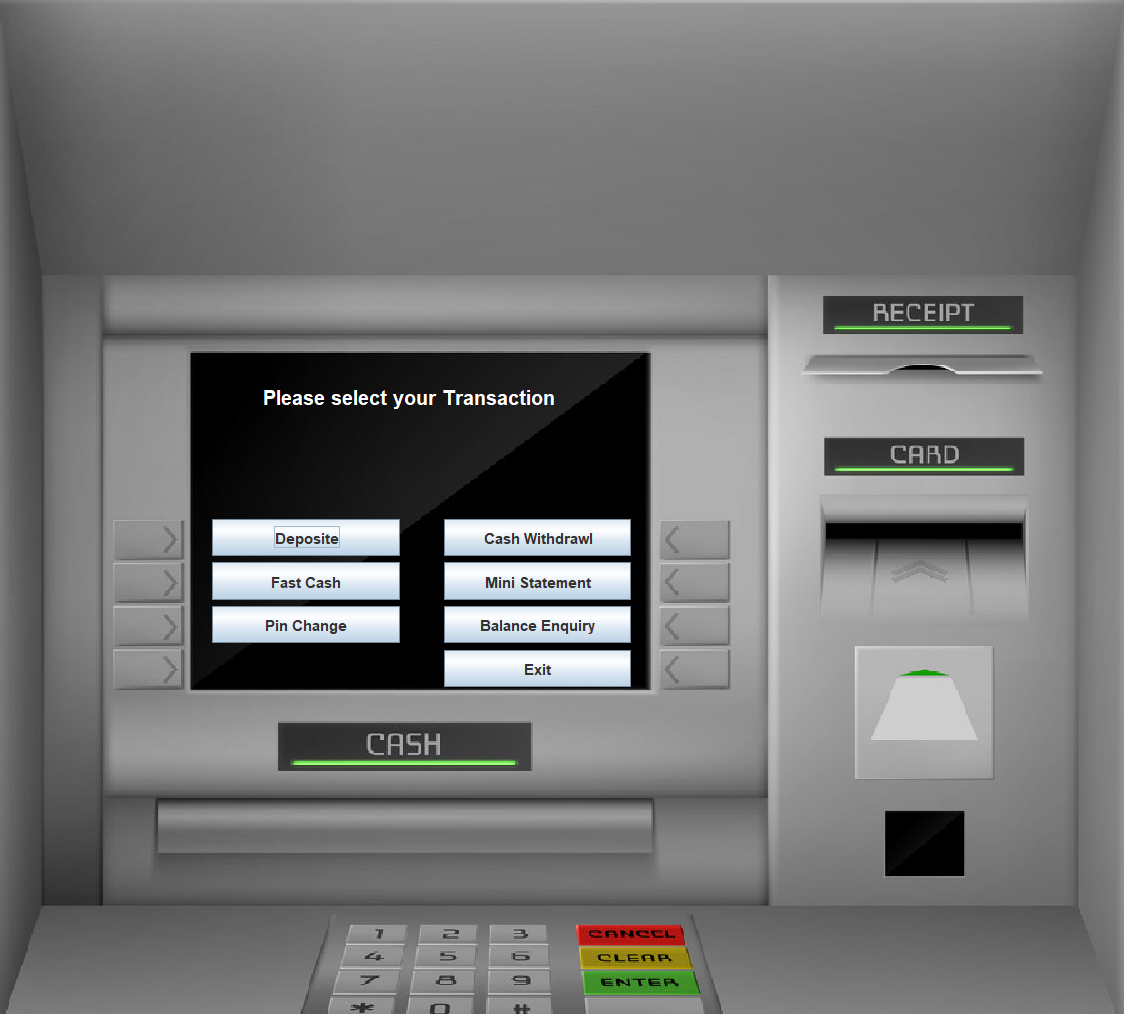 RECEIPT
Please select your Transaction
CARD
Deposite
Cash Withdrawl
Fast Cash
Mini Statement
Pin Change
Balance Enquiry
Exit
CASH
1 2 3 CANCEL
4 5 6 CLEAR
7 8 9 ENTER
* 0 #